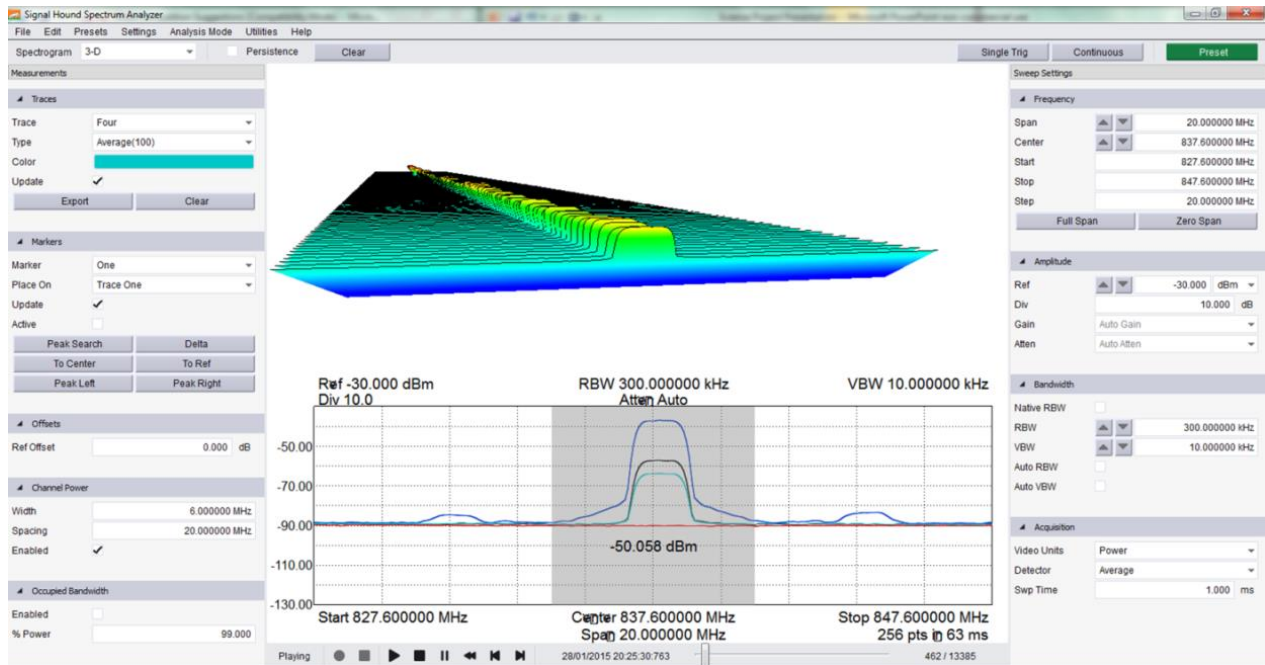 Signal Hound Spectrum Analyzer
File Edit Presets Settings Analysis Mode Utilities Help
Spectrogram 3-D Persistence Clear Single Trig Continuous Preset
Measurements
Traces
Trace Four
Type Average(100)
Color
Update
Export Clear
Markers
Marker One
Place On Trace One
Update
Active
Peak Search Delta
To Center To Ref
Peak Left Peak Right
Offsets
Ref Offset 0.000 dB
Channel Power
Width 6.000000 MHz
Spacing 20.000000 MHz
Enabled
Occupied Bandwidth
Enabled
% Power 99.000
Ref -30.000 dBm RBW 300.000000 kHz VBW 10.000000 kHz
Div 10.0 Atten Auto
-50.00
-70.00
-90.00
-110.00
-130.00
-50.058 dBm
Start 827.600000 MHz Center 837.600000 MHz Stop 847.600000 MHz
Span 20.000000 MHz 256 pts in 63 ms
Playing 28/01/2015 20:25:30:763 462 / 13385
Sweep Settings
Frequency
Span 20.000000 MHz
Center 837.600000 MHz
Start 827.600000 MHz
Stop 847.600000 MHz
Step 20.000000 MHz
Full Span Zero Span
Amplitude
Ref -30.000 dBm
Div 10.000 dB
Gain Auto Gain
Atten Auto Atten
Bandwidth
Native RBW
RBW 300.000000 kHz
VBW 10.000000 kHz
Auto RBW
Auto VBW
Acquisition
Video Units Power
Detector Average
Swp Time 1.000 ms